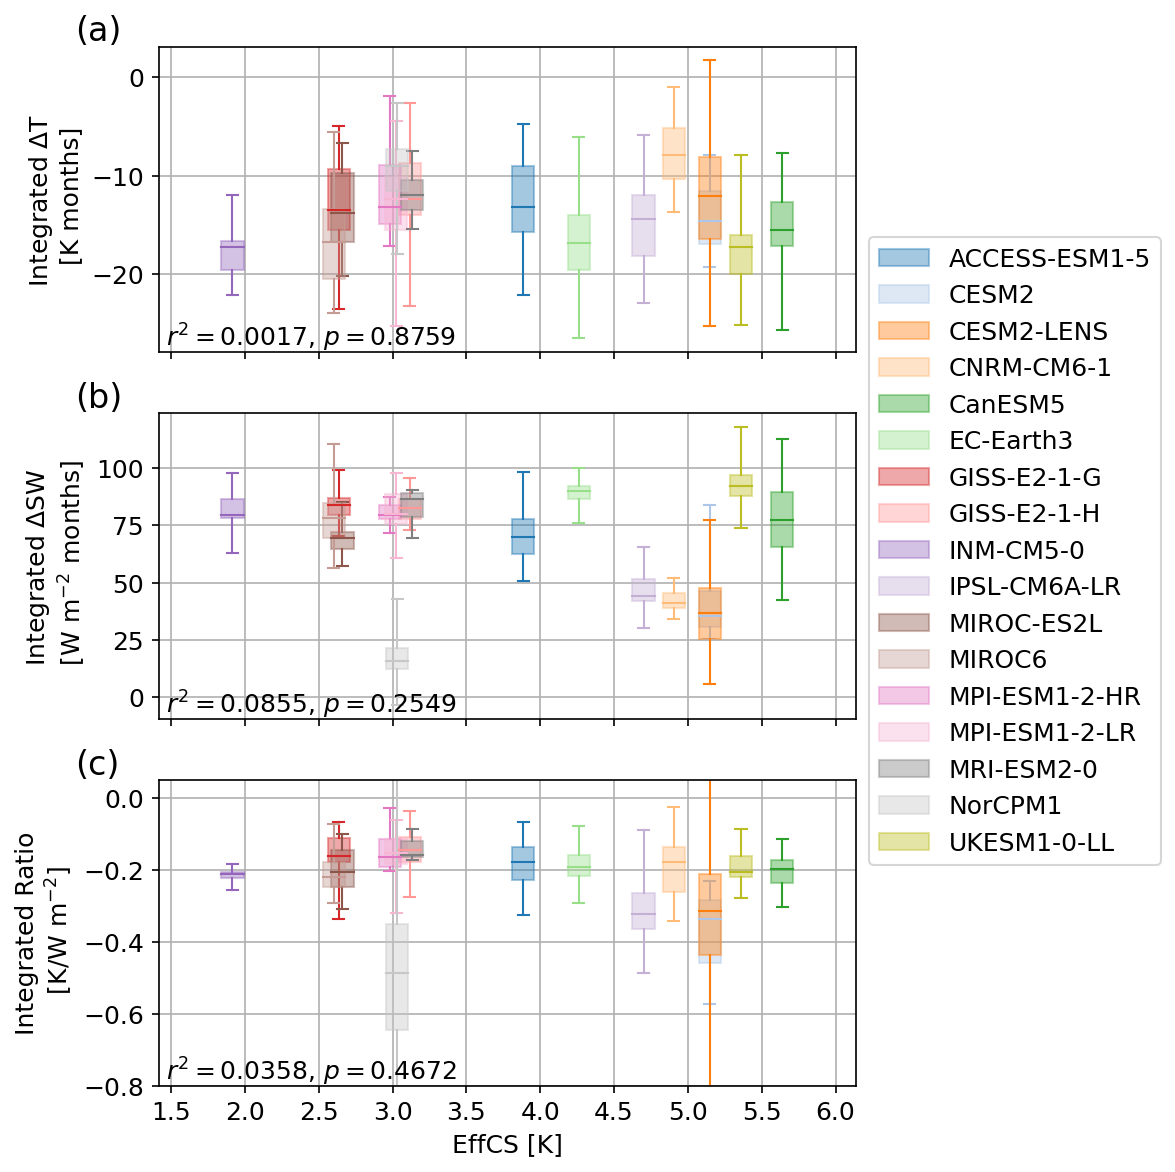 (a)
Integrated ΔT
[K months]
0
−10
−20
r² = 0.0017, p = 0.8759
(b)
Integrated ΔSW
[W m⁻² months]
100
75
50
25
0
r² = 0.0855, p = 0.2549
(c)
Integrated Ratio
[K/W m⁻²]
0.0
−0.2
−0.4
−0.6
−0.8
r² = 0.0358, p = 0.4672
1.5 2.0 2.5 3.0 3.5 4.0 4.5 5.0 5.5 6.0
EffCS [K]
ACCESS-ESM1-5
CESM2
CESM2-LENS
CNRM-CM6-1
CanESM5
EC-Earth3
GISS-E2-1-G
GISS-E2-1-H
INM-CM5-0
IPSL-CM6A-LR
MIROC-ES2L
MIROC6
MPI-ESM1-2-HR
MPI-ESM1-2-LR
MRI-ESM2-0
NorCPM1
UKESM1-0-LL